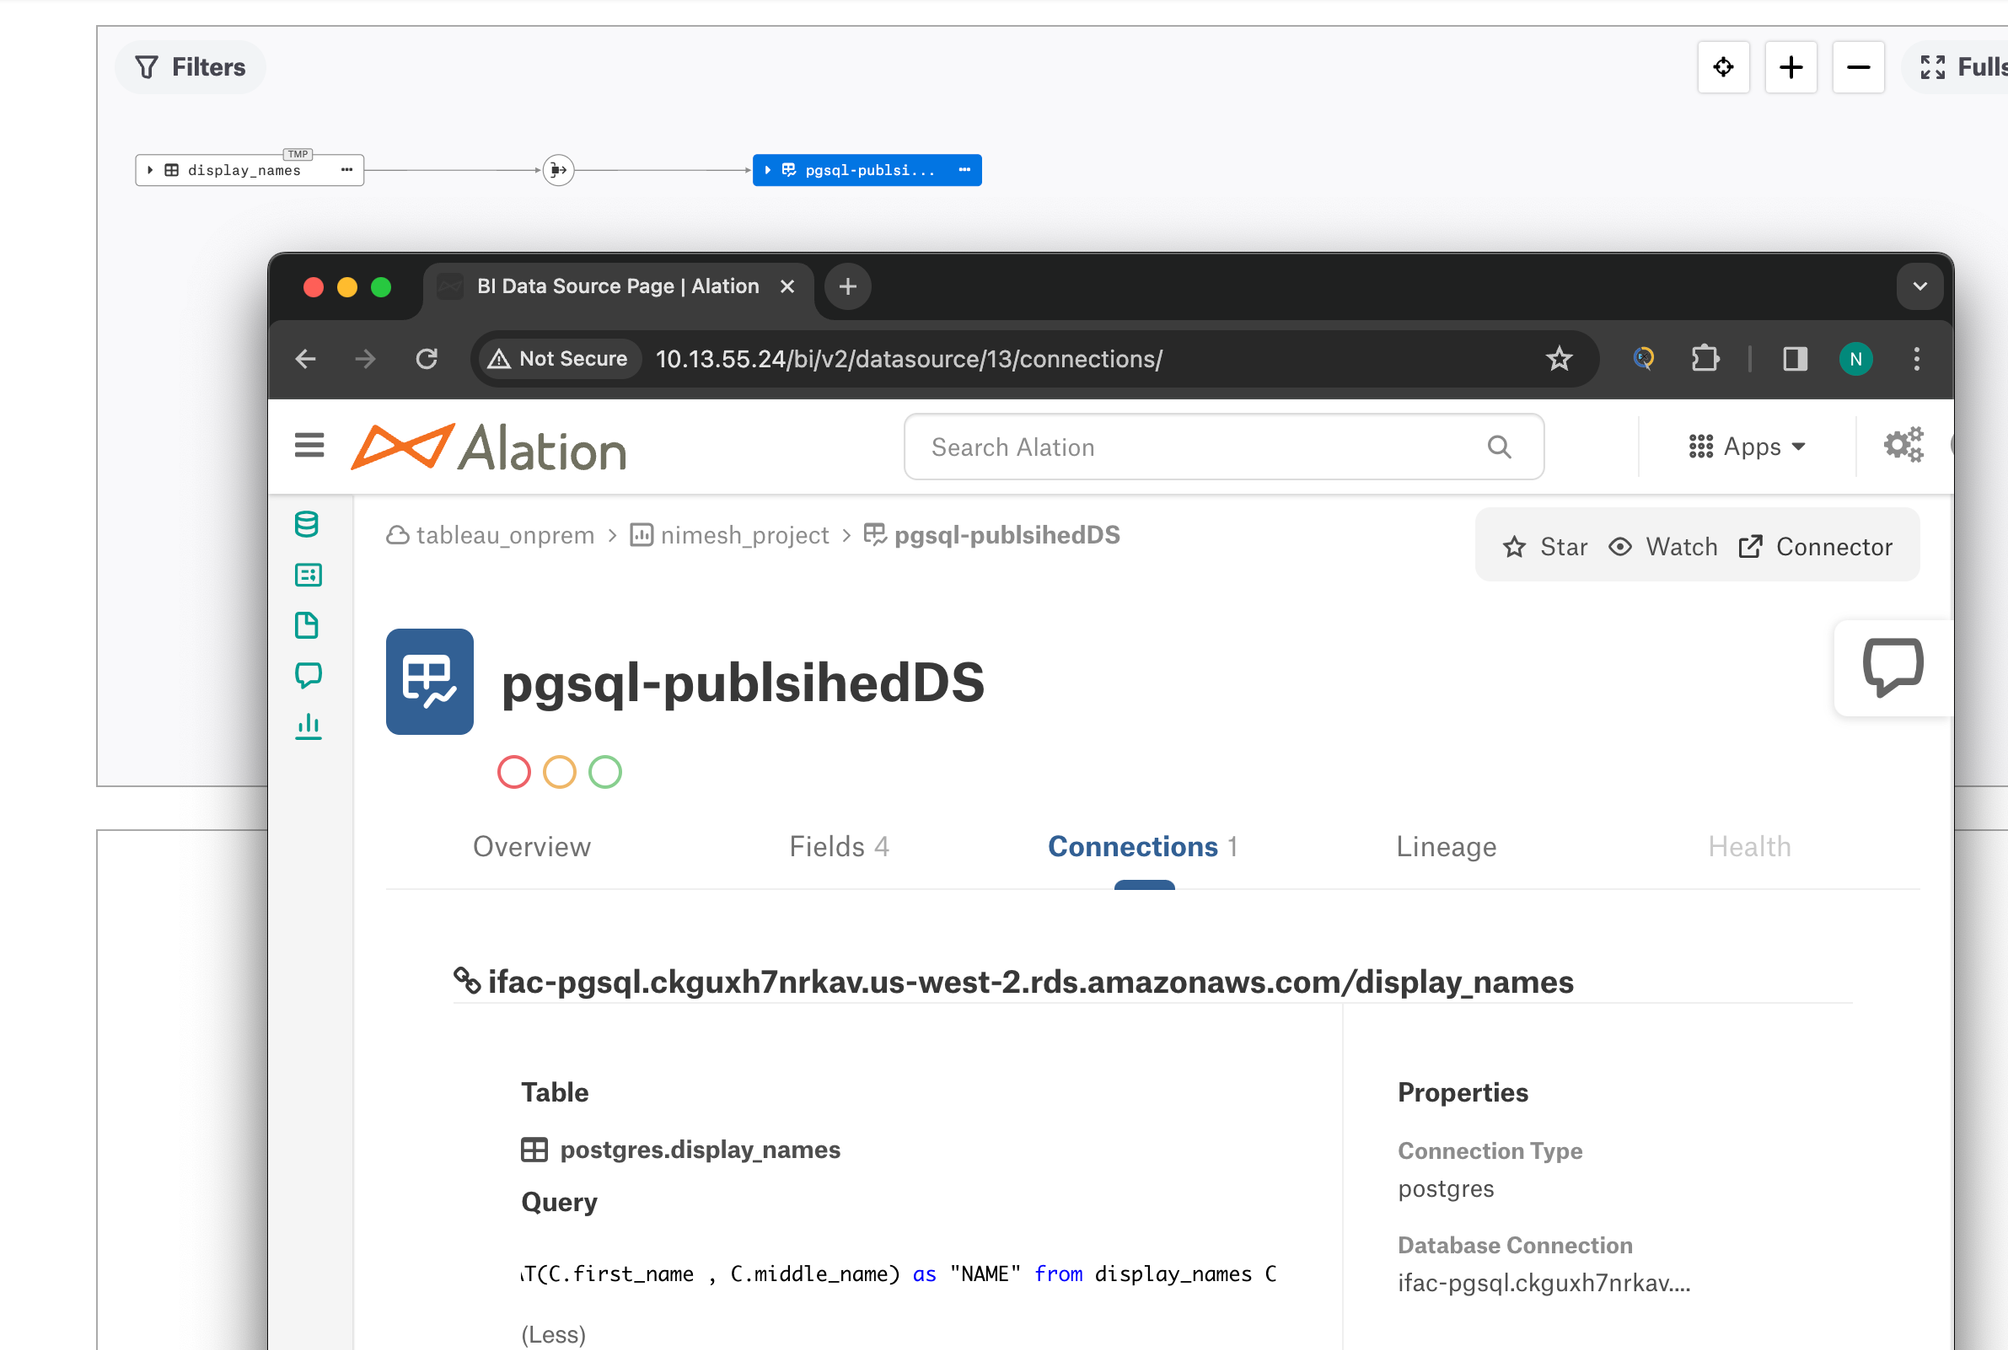 Filters
Fulls
TMP
display_names
pgsql-publsi...
BI Data Source Page | Alation
Not Secure
10.13.55.24/bi/v2/datasource/13/connections/
N
Alation
Search Alation
Apps
tableau_onprem > nimesh_project > pgsql-publsihedDS
Star Watch Connector
pgsql-publsihedDS
Overview
Fields 4
Connections 1
Lineage
Health
ifac-pgsql.ckguxh7nrkav.us-west-2.rds.amazonaws.com/display_names
Table
postgres.display_names
Query
AT(C.first_name , C.middle_name) as "NAME" from display_names C
(Less)
Properties
Connection Type
postgres
Database Connection
ifac-pgsql.ckguxh7nrkav....